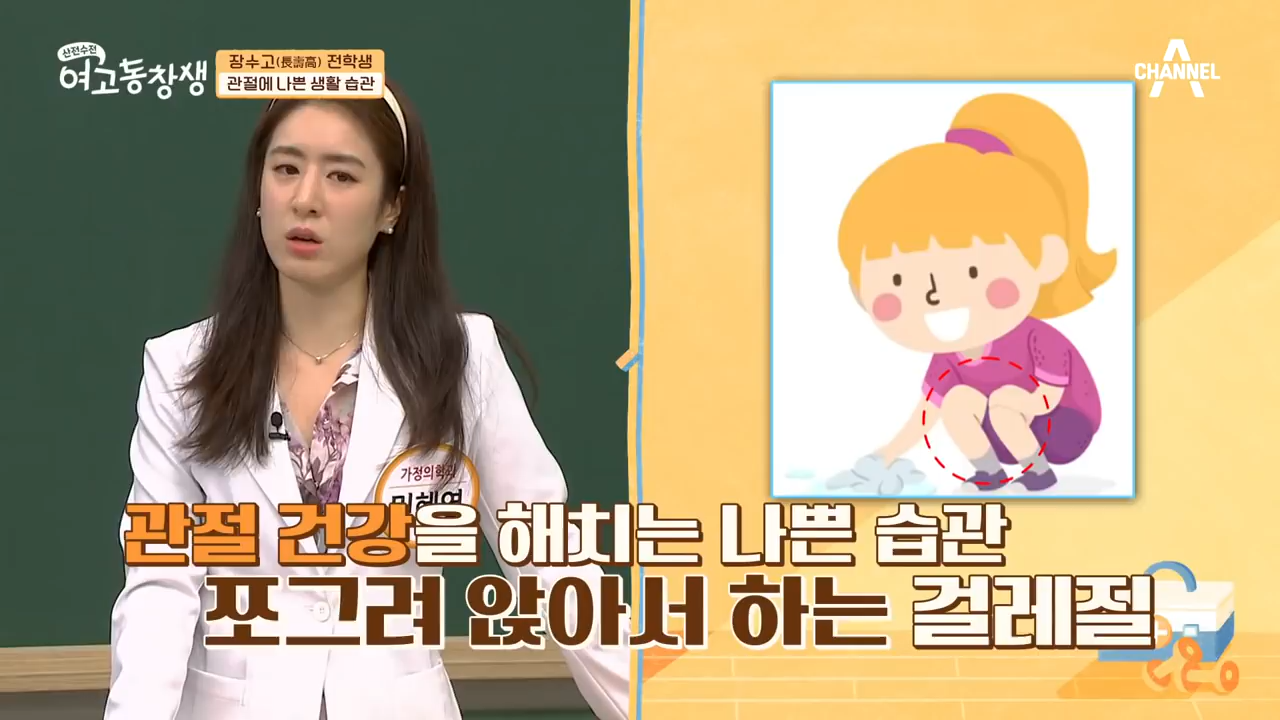 산전수전
여고동창생
장수고(長壽高) 전학생
관절에 나쁜 생활 습관
CHANNEL A
가정의학과
관절 건강을 해치는 나쁜 습관
쪼그려 앉아서 하는 걸레질